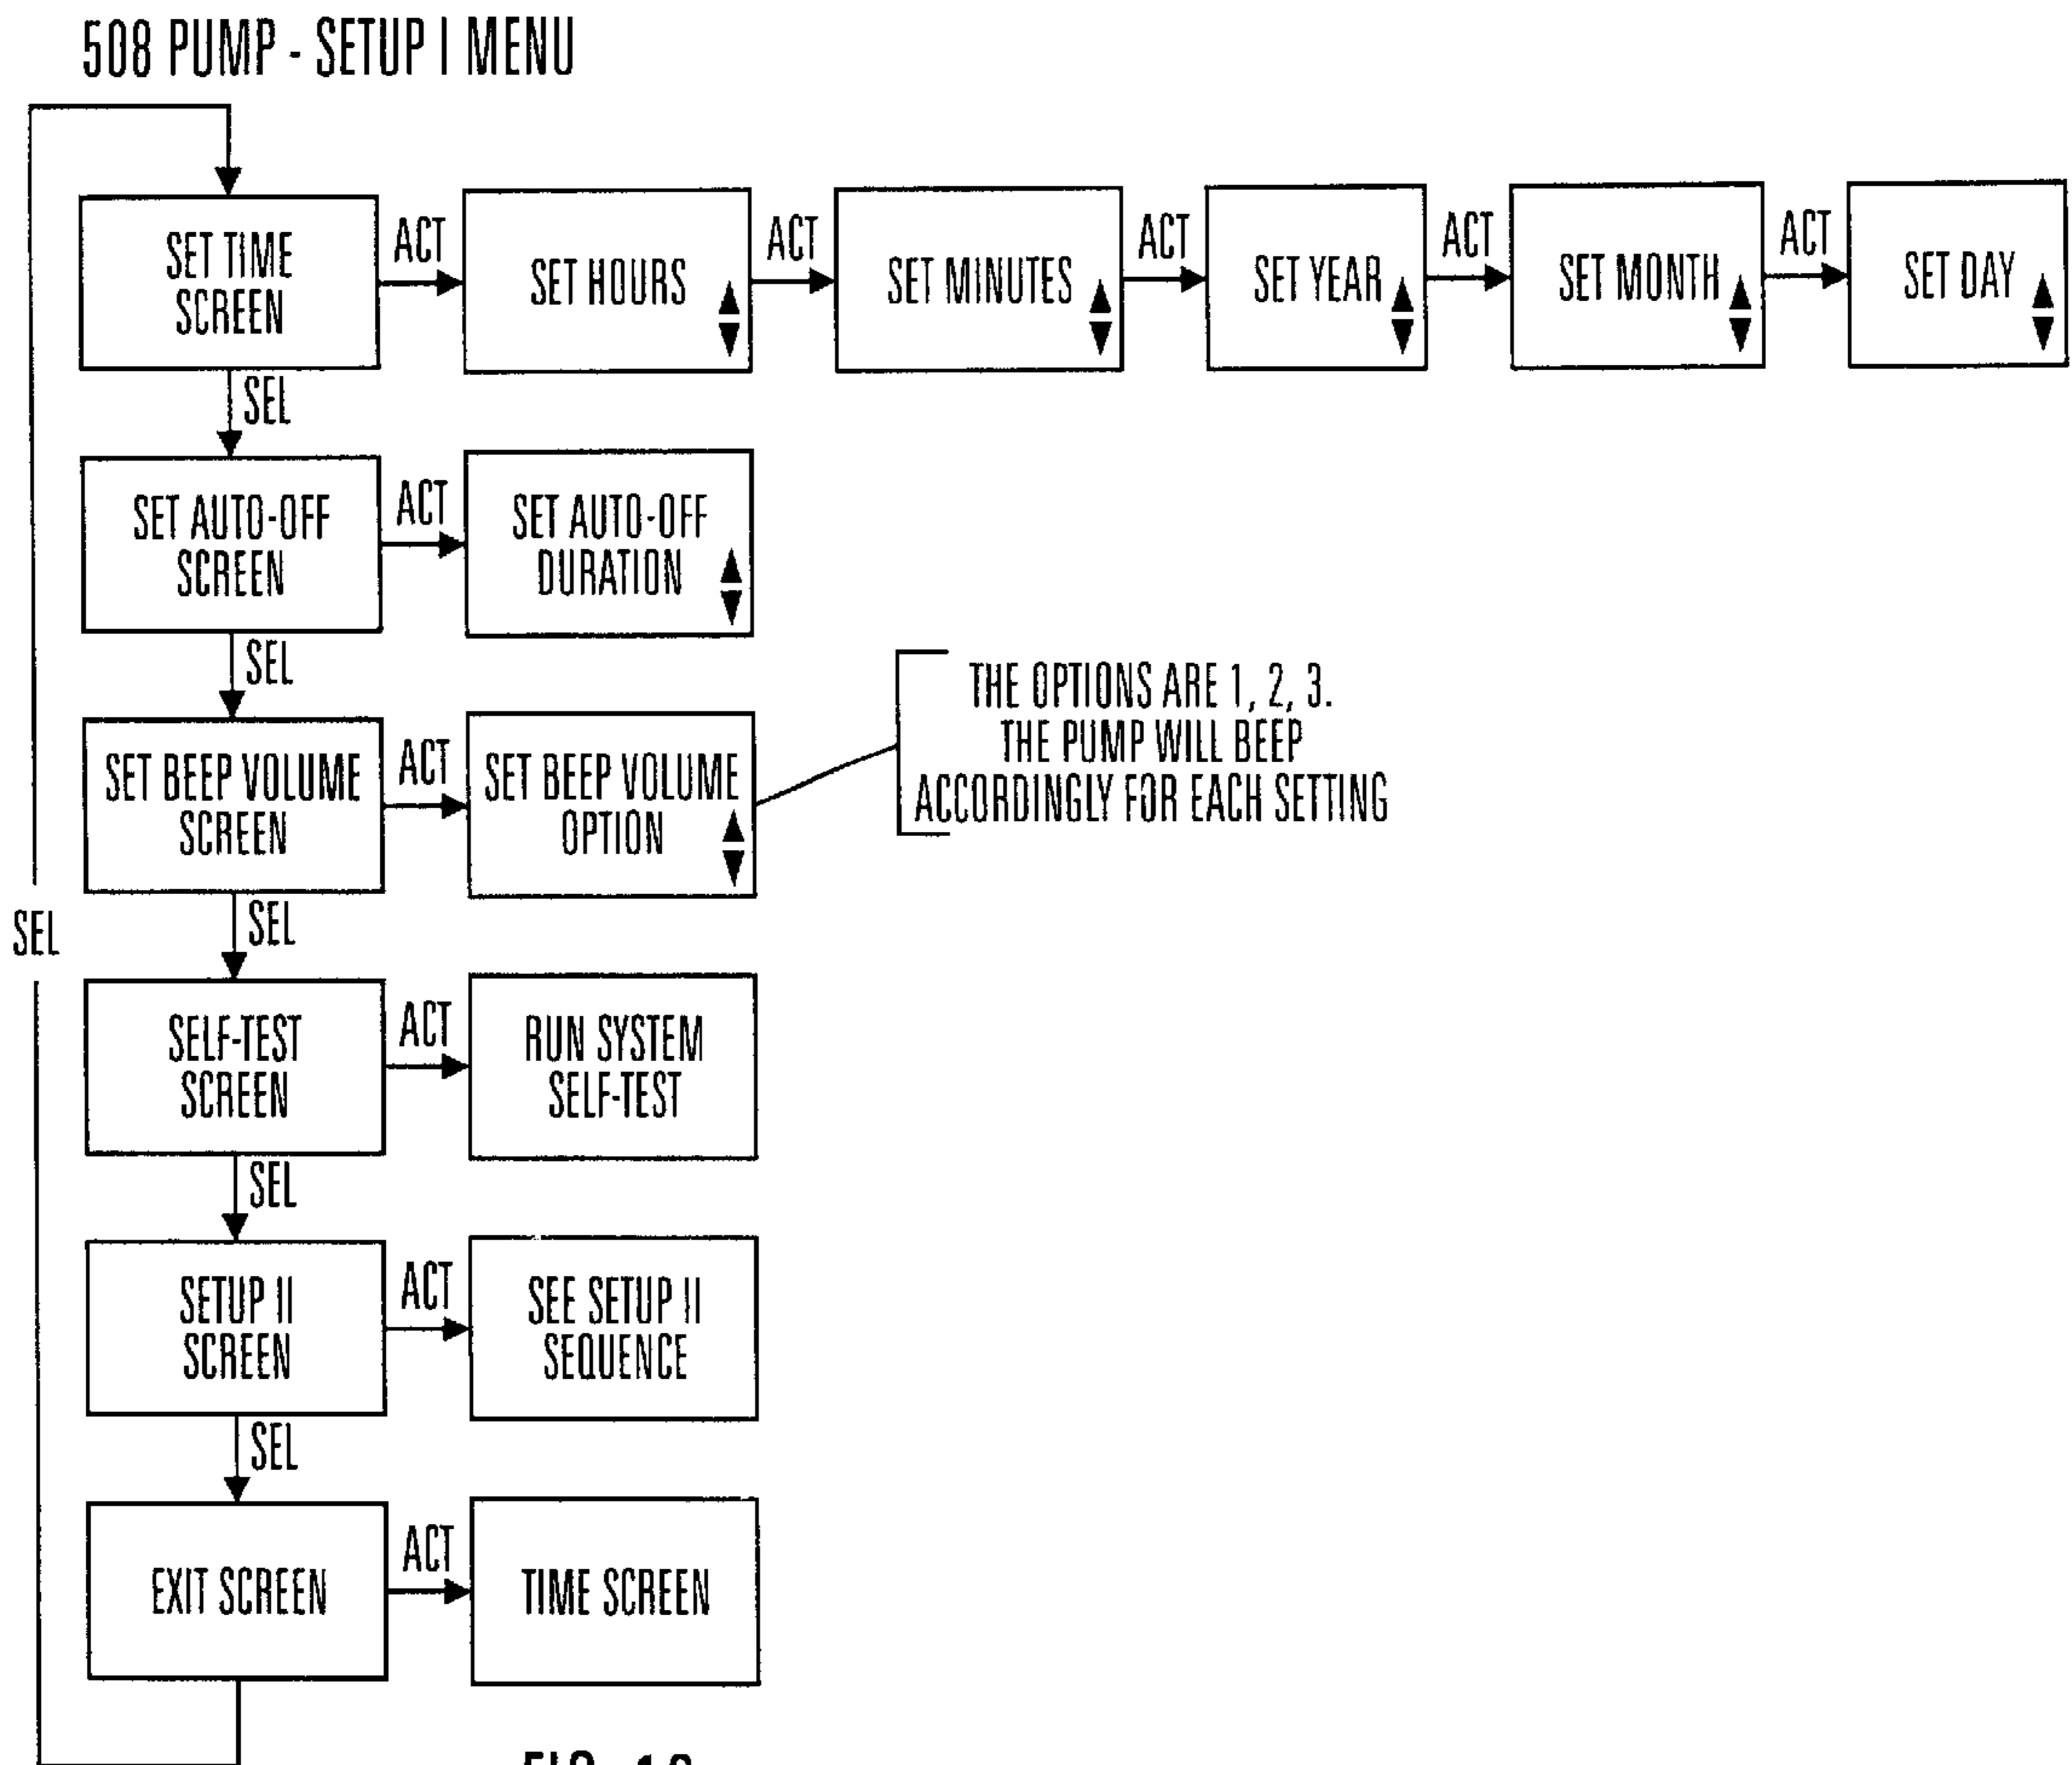 508 PUMP - SETUP I MENU
SET TIME
SCREEN
ACT
SET HOURS
ACT
SET MINUTES
ACT
SET YEAR
ACT
SET MONTH
ACT
SET DAY
SEL
SET AUTO-OFF
SCREEN
ACT
SET AUTO-OFF
DURATION
SEL
SET BEEP VOLUME
SCREEN
ACT
SET BEEP VOLUME
OPTION
THE OPTIONS ARE 1, 2, 3.
THE PUMP WILL BEEP
ACCORDINGLY FOR EACH SETTING
SEL
SEL
SELF-TEST
SCREEN
ACT
RUN SYSTEM
SELF-TEST
SEL
SETUP II
SCREEN
ACT
SEE SETUP II
SEQUENCE
SEL
EXIT SCREEN
ACT
TIME SCREEN